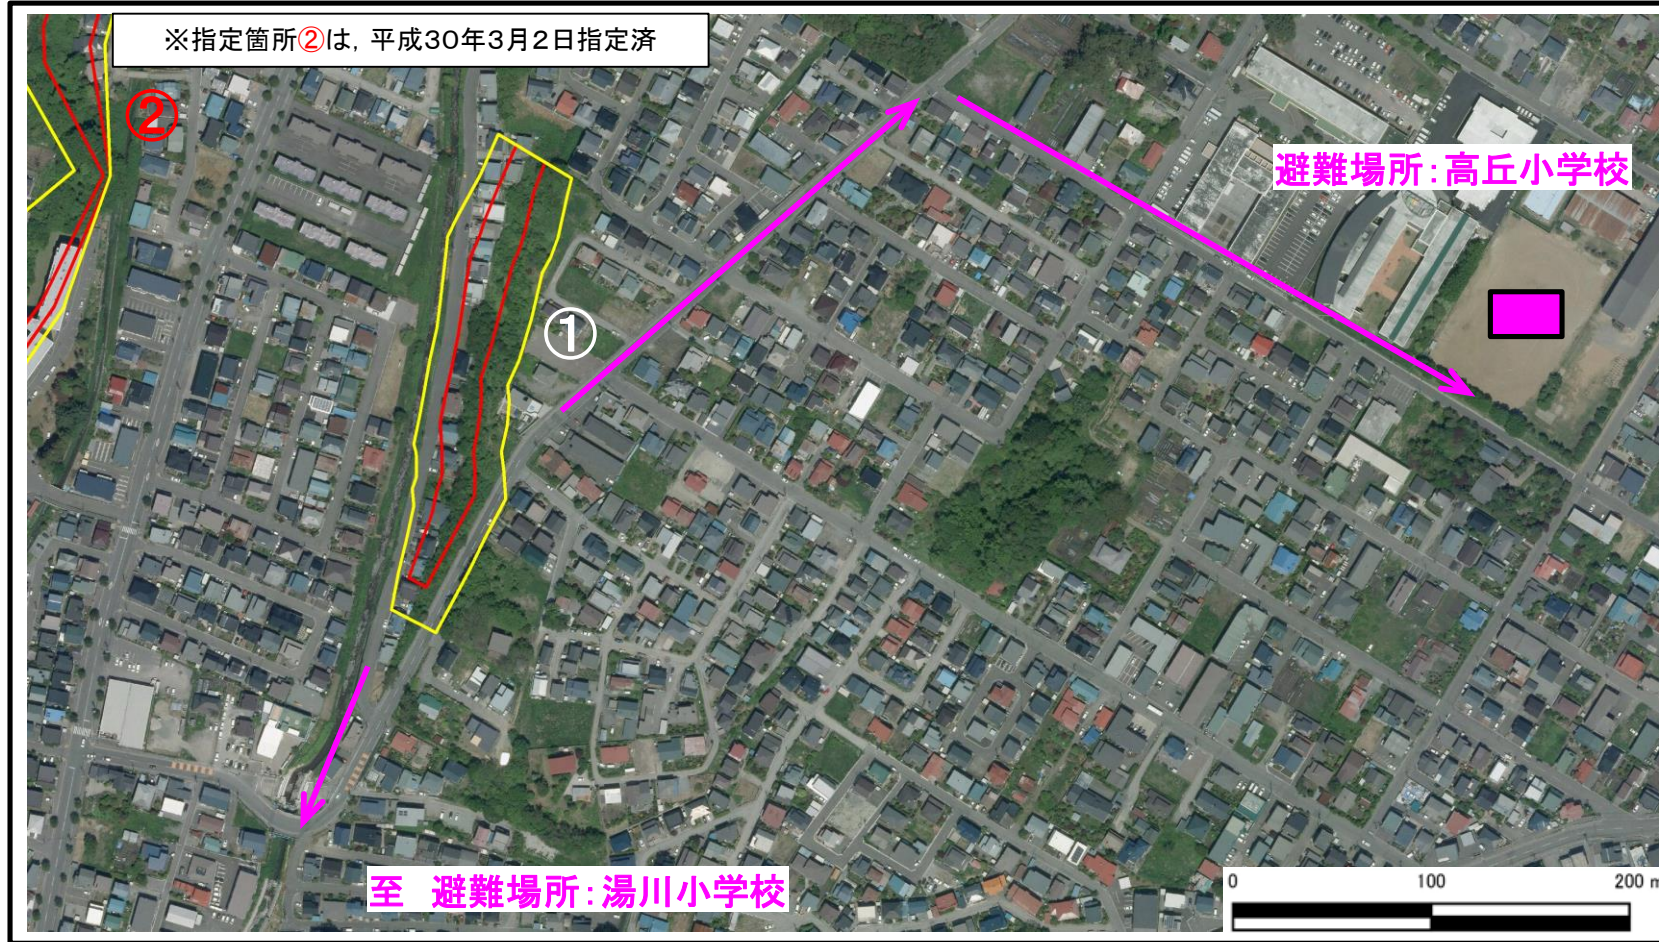 ※指定箇所②は，平成30年3月2日指定済
②
避難場所：高丘小学校
①
至　避難場所：湯川小学校
0 100 200 m